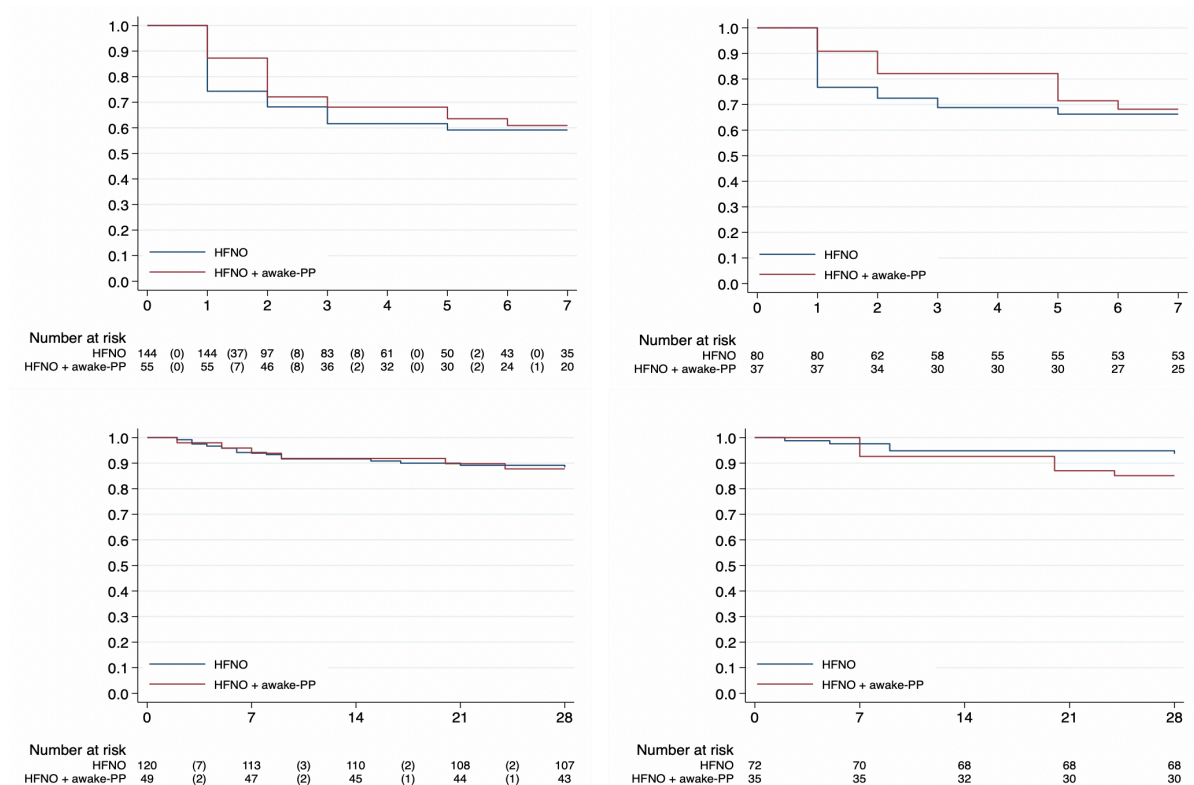 1.0
0.9
0.8
0.7
0.6
0.5
0.4
0.3
0.2
0.1
0.0
HFNO
HFNO + awake-PP
0 1 2 3 4 5 6 7
Number at risk
HFNO 144 (0) 144 (37) 97 (8) 83 (8) 61 (0) 50 (2) 43 (0) 35
HFNO + awake-PP 55 (0) 55 (7) 46 (8) 36 (2) 32 (0) 30 (2) 24 (1) 20
1.0
0.9
0.8
0.7
0.6
0.5
0.4
0.3
0.2
0.1
0.0
HFNO
HFNO + awake-PP
0 1 2 3 4 5 6 7
Number at risk
HFNO 80 80 62 58 55 55 53 53
HFNO + awake-PP 37 37 34 30 30 30 27 25
1.0
0.9
0.8
0.7
0.6
0.5
0.4
0.3
0.2
0.1
0.0
HFNO
HFNO + awake-PP
0 7 14 21 28
Number at risk
HFNO 120 (7) 113 (3) 110 (2) 108 (2) 107
HFNO + awake-PP 49 (2) 47 (2) 45 (1) 44 (1) 43
1.0
0.9
0.8
0.7
0.6
0.5
0.4
0.3
0.2
0.1
0.0
HFNO
HFNO + awake-PP
0 7 14 21 28
Number at risk
HFNO 72 70 68 68 68
HFNO + awake-PP 35 35 32 30 30